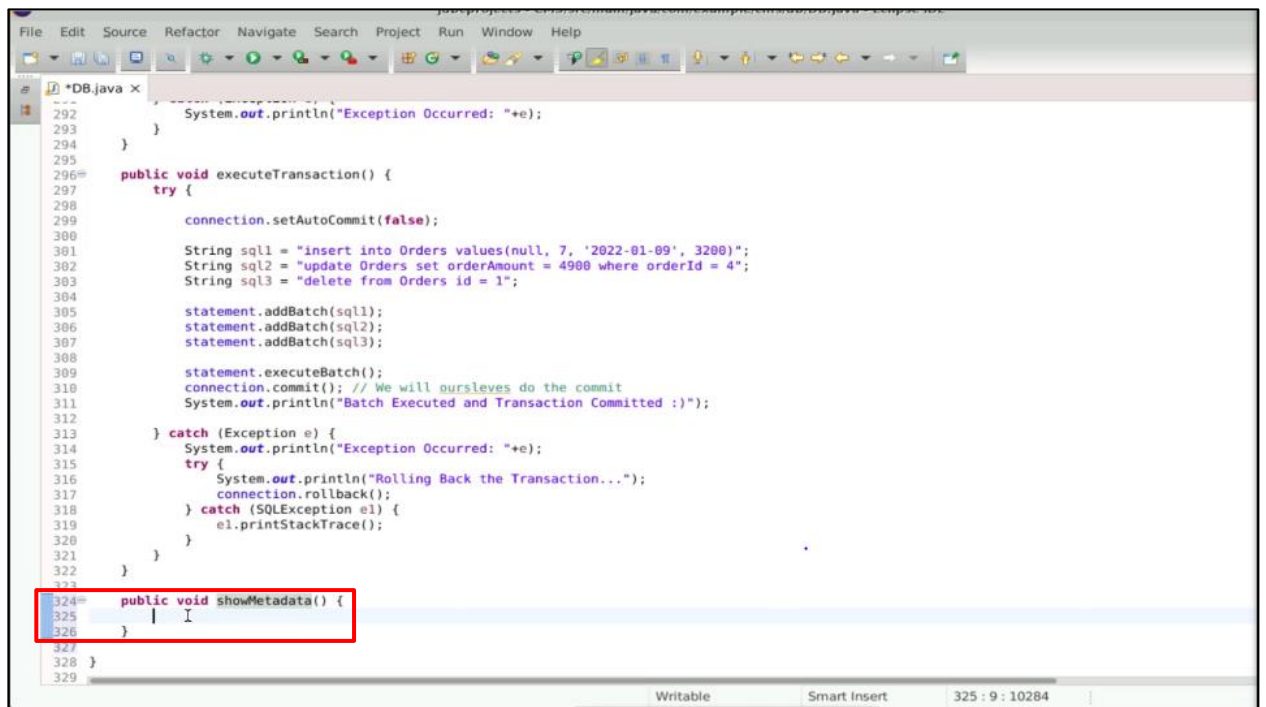 File Edit Source Refactor Navigate Search Project Run Window Help
*DB.java ×
292 System.out.println("Exception Occurred: "+e);
293 }
294 }
295
296 public void executeTransaction() {
297 try {
298
299 connection.setAutoCommit(false);
300
301 String sql1 = "insert into Orders values(null, 7, '2022-01-09', 3200)";
302 String sql2 = "update Orders set orderAmount = 4900 where orderId = 4";
303 String sql3 = "delete from Orders id = 1";
304
305 statement.addBatch(sql1);
306 statement.addBatch(sql2);
307 statement.addBatch(sql3);
308
309 statement.executeBatch();
310 connection.commit(); // We will oursleves do the commit
311 System.out.println("Batch Executed and Transaction Committed :)");
312
313 } catch (Exception e) {
314 System.out.println("Exception Occurred: "+e);
315 try {
316 System.out.println("Rolling Back the Transaction...");
317 connection.rollback();
318 } catch (SQLException e1) {
319 e1.printStackTrace();
320 }
321 }
322 }
323
324 public void showMetadata() {
325
326 }
327
328 }
329
Writable Smart Insert 325 : 9 : 10284